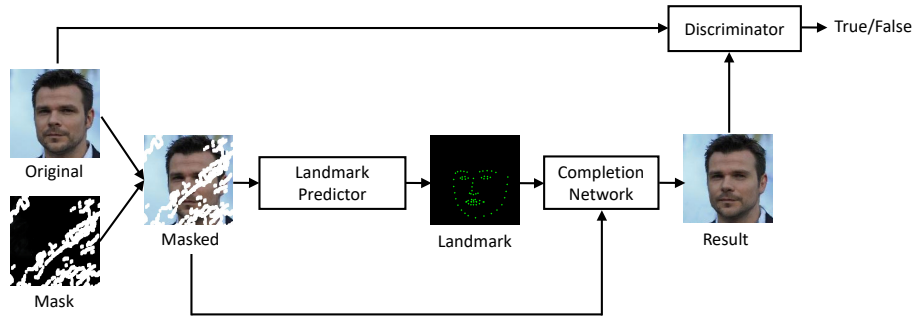 Discriminator
True/False
Original
Landmark
Predictor
Completion
Network
Masked
Landmark
Result
Mask